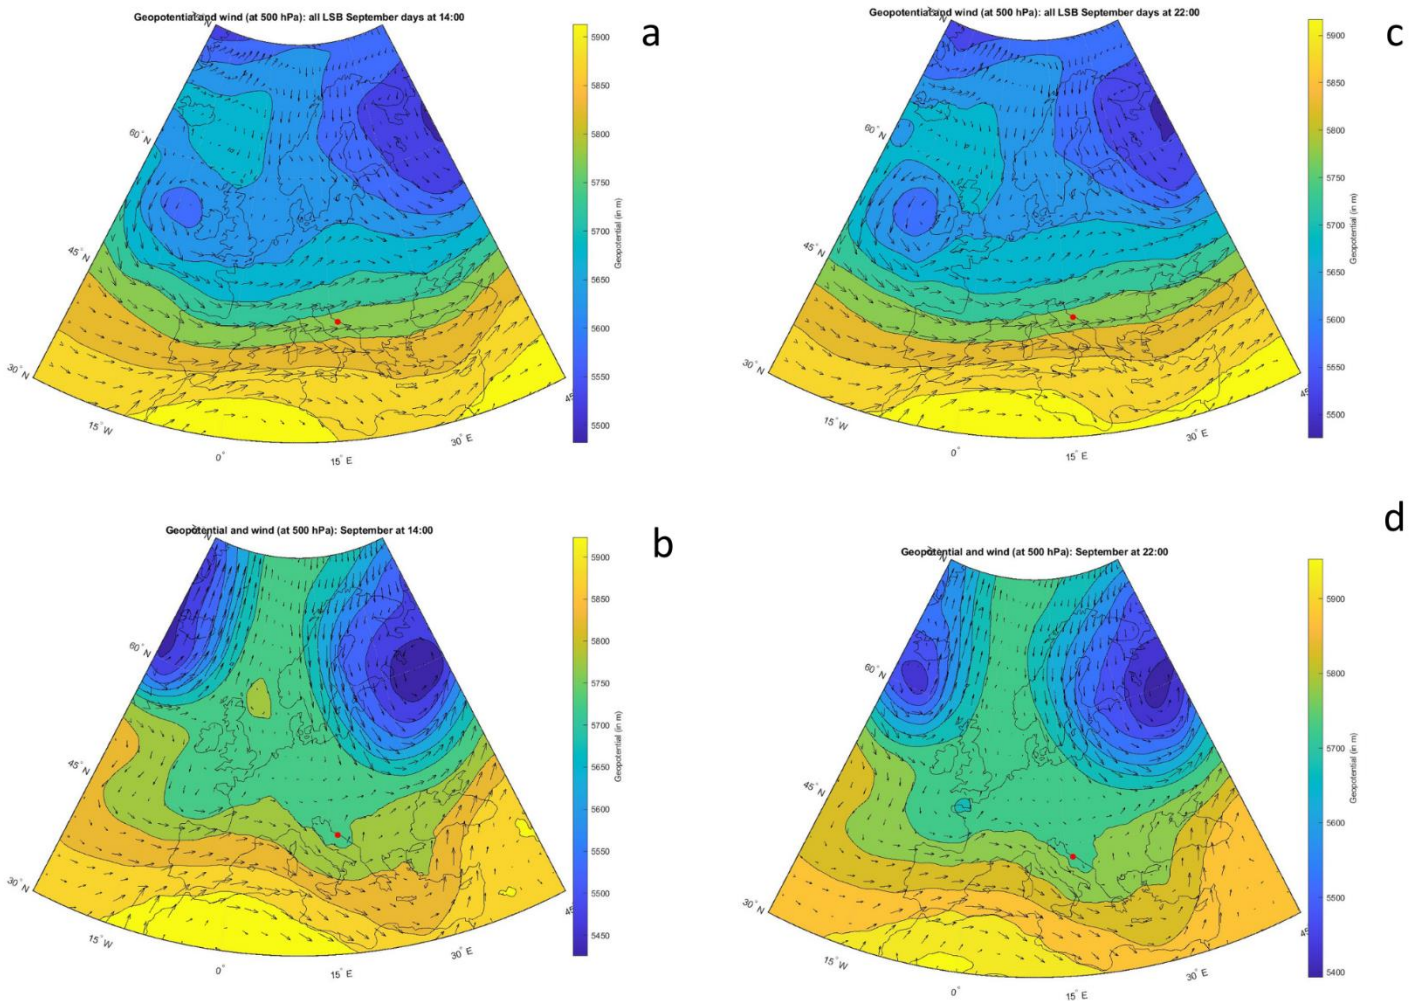 Geopotential and wind (at 500 hPa): all LSB September days at 14:00
a
60° N
45° N
30° N
15° W
0°
15° E
30° E
45
5900
5850
5800
5750
5700
5650
5600
5550
5500
Geopotential (in m)
Geopotential and wind (at 500 hPa): all LSB September days at 22:00
c
60° N
45° N
30° N
15° W
0°
15° E
30° E
45
5900
5850
5800
5750
5700
5650
5600
5550
5500
Geopotential (in m)
Geopotential and wind (at 500 hPa): September at 14:00
b
60° N
45° N
30° N
15° W
0°
15° E
30° E
45
5900
5850
5800
5750
5700
5650
5600
5550
5500
5450
Geopotential (in m)
Geopotential and wind (at 500 hPa): September at 22:00
d
60° N
45° N
30° N
15° W
0°
15° E
30° E
45
5900
5800
5700
5600
5500
5400
Geopotential (in m)